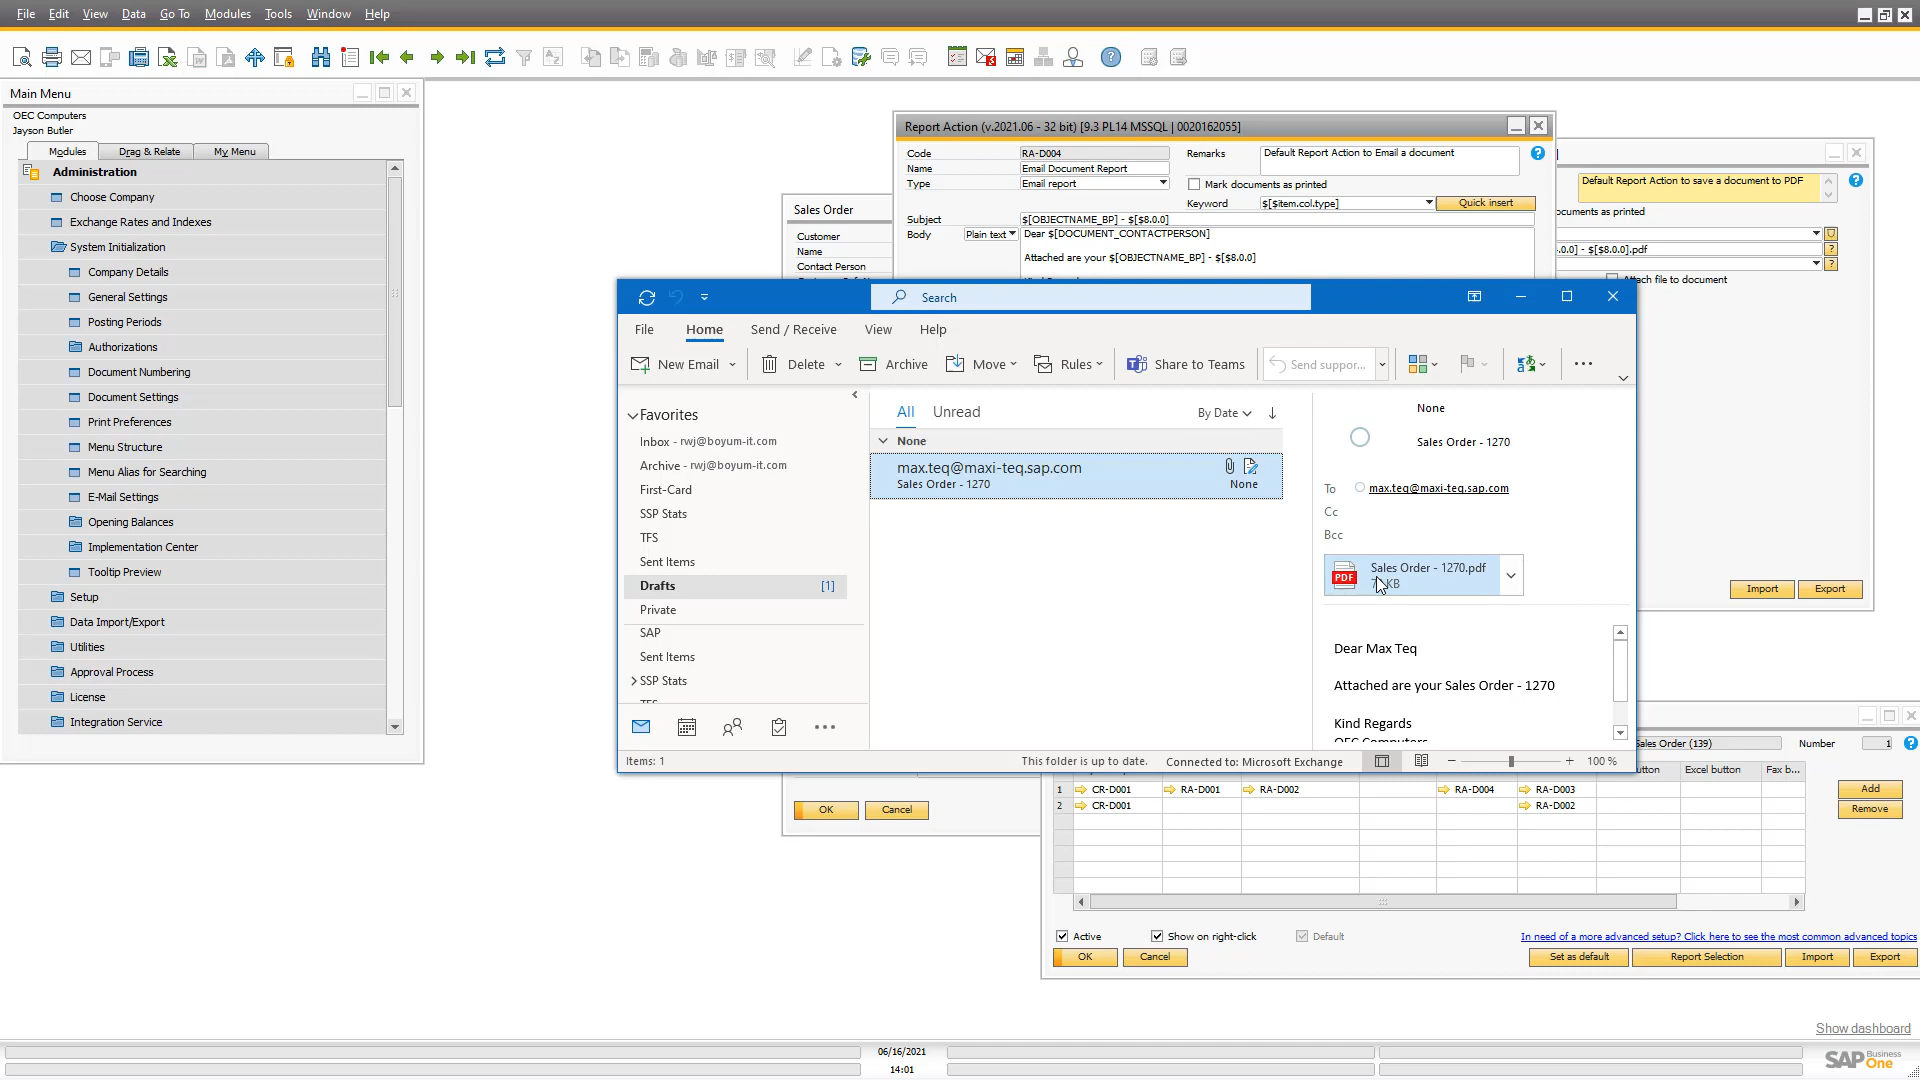 File Edit View Data Go To Modules Tools Window Help
Main Menu
OEC Computers
Jayson Butler
Modules Drag & Relate My Menu
Administration
Choose Company
Exchange Rates and Indexes
System Initialization
Company Details
General Settings
Posting Periods
Authorizations
Document Numbering
Document Settings
Print Preferences
Menu Structure
Menu Alias for Searching
E-Mail Settings
Opening Balances
Implementation Center
Tooltip Preview
Setup
Data Import/Export
Utilities
Approval Process
License
Integration Service
Sales Order
Customer
Name
Contact Person
OK Cancel
Report Action (v.2021.06 - 32 bit) [9.3 PL14 MSSQL | 0020162055]
Code RA-D004 Remarks Default Report Action to Email a document
Name Email Document Report
Type Email report Mark documents as printed
Keyword $[$item.col.type] Quick insert
Subject $[OBJECTNAME_BP] - $[$8.0.0]
Body Plain text Dear $[DOCUMENT_CONTACTPERSON]
Attached are your $[OBJECTNAME_BP] - $[$8.0.0]
Default Report Action to save a document to PDF
ocuments as printed
.0.0] - $[$8.0.0].pdf
ttach file to document
Import Export
Search
File Home Send / Receive View Help
New Email Delete Archive Move Rules Share to Teams Send suppor...
Favorites
Inbox - rwj@boyum-it.com
Archive - rwj@boyum-it.com
First-Card
SSP Stats
TFS
Sent Items
Drafts [1]
Private
SAP
Sent Items
SSP Stats
All Unread By Date
None
max.teq@maxi-teq.sap.com
Sales Order - 1270 None
None
Sales Order - 1270
To max.teq@maxi-teq.sap.com
Cc
Bcc
PDF Sales Order - 1270.pdf
KB
Dear Max Teq
Attached are your Sales Order - 1270
Kind Regards
OEC Computers
Items: 1 This folder is up to date. Connected to: Microsoft Exchange 100 %
Sales Order (139) Number 1
utton Excel button Fax b...
1 CR-D001 RA-D001 RA-D002 RA-D004 RA-D003
2 CR-D001 RA-D002
Add
Remove
Active Show on right-click Default
In need of a more advanced setup? Click here to see the most common advanced topics
OK Cancel Set as default Report Selection Import Export
Show dashboard
06/16/2021
14:01
SAP Business One